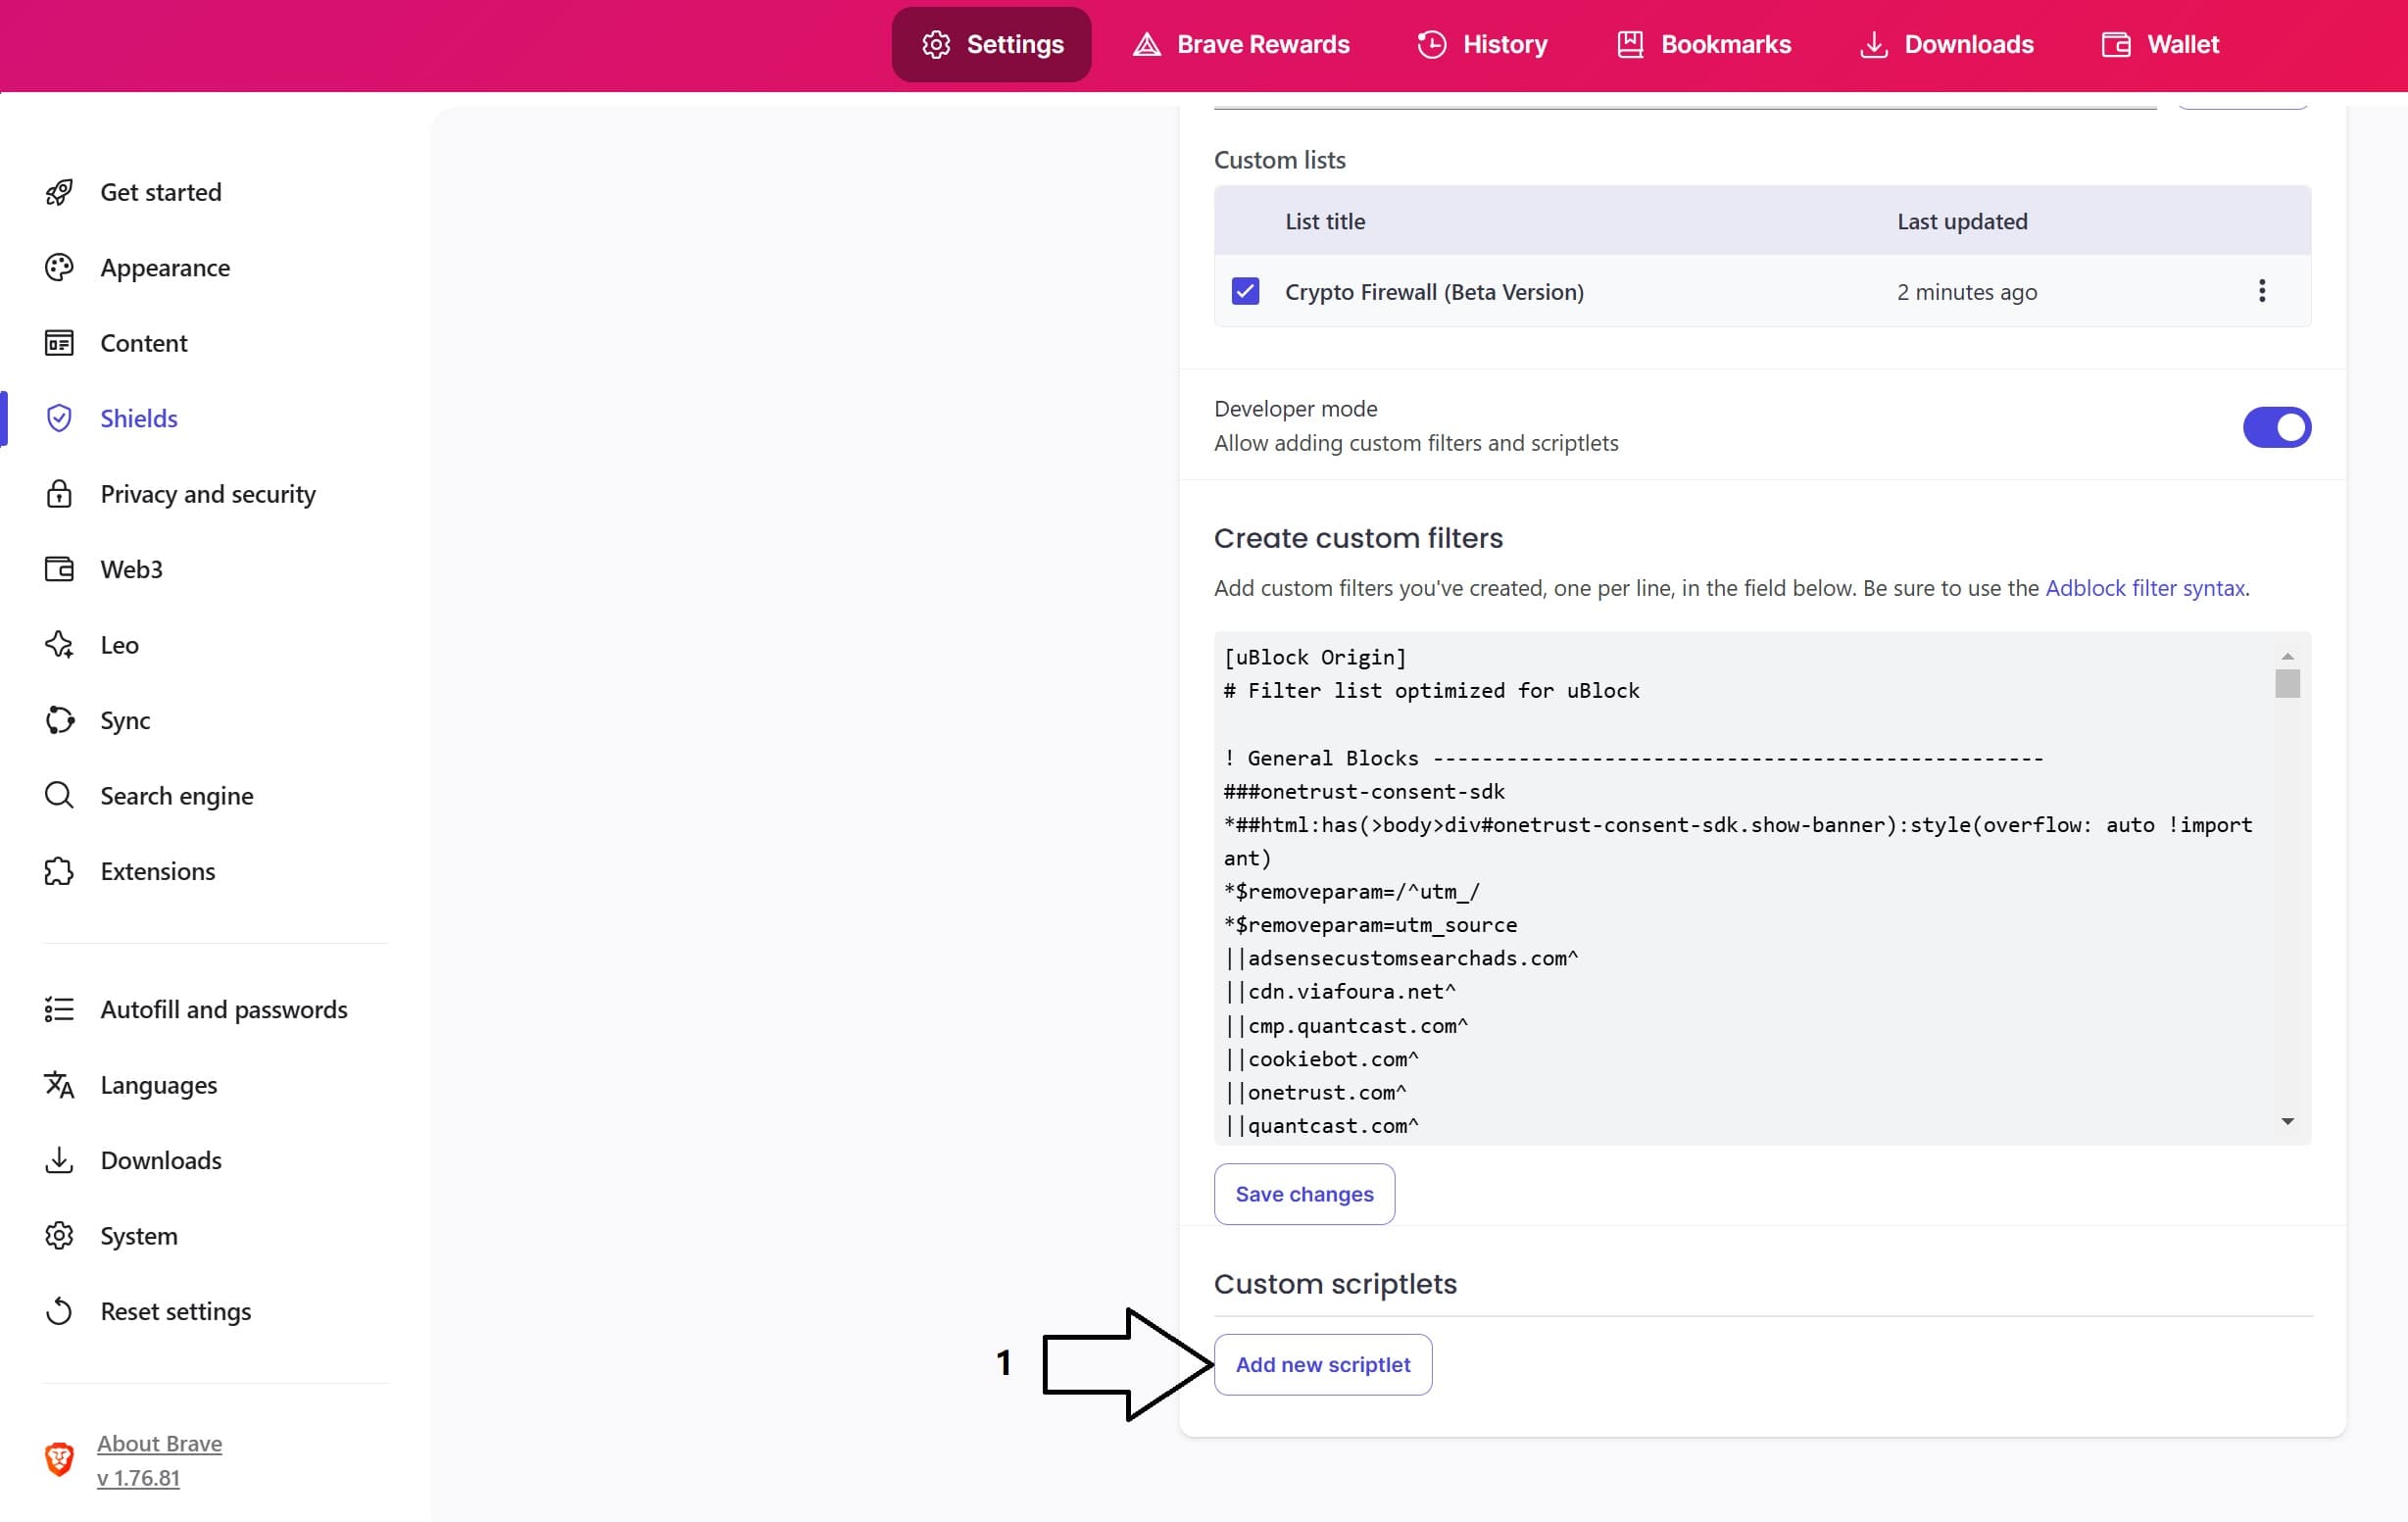 Settings
Brave Rewards
History
Bookmarks
Downloads
Wallet
Get started
Appearance
Content
Shields
Privacy and security
Web3
Leo
Sync
Search engine
Extensions
Autofill and passwords
Languages
Downloads
System
Reset settings
About Brave
v 1.76.81
Custom lists
List title Last updated
Crypto Firewall (Beta Version) 2 minutes ago
Developer mode
Allow adding custom filters and scriptlets
Create custom filters
Add custom filters you've created, one per line, in the field below. Be sure to use the Adblock filter syntax.
[uBlock Origin]
# Filter list optimized for uBlock
! General Blocks --------------------------------------------------
###onetrust-consent-sdk
*##html:has(>body>div#onetrust-consent-sdk.show-banner):style(overflow: auto !import
ant)
*$removeparam=/^utm_/
*$removeparam=utm_source
||adsensecustomsearchads.com^
||cdn.viafoura.net^
||cmp.quantcast.com^
||cookiebot.com^
||onetrust.com^
||quantcast.com^
Save changes
Custom scriptlets
1
Add new scriptlet